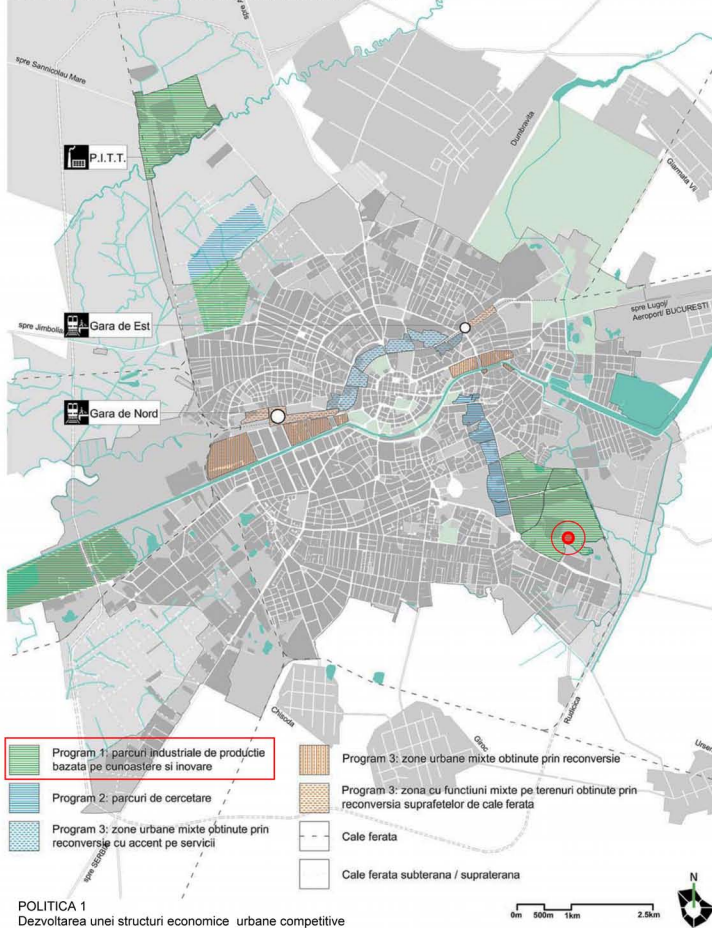 spre A
spre Sannicolau Mare
P.I.T.T.
Dumbravita
Giarmata Vii
spre Lugoj/
Aeroport/ BUCURESTI
spre Jimbolia
Gara de Est
Gara de Nord
Chisoda
Giroc
Rudicica
Urser
spre SERBIA
Program 1: parcuri industriale de productie
bazata pe cunoastere si inovare
Program 2: parcuri de cercetare
Program 3: zone urbane mixte obtinute prin
reconversie cu accent pe servicii
Program 3: zone urbane mixte obtinute prin reconversie
Program 3: zona cu functiuni mixte pe terenuri obtinute prin
reconversia suprafetelor de cale ferata
Cale ferata
Cale ferata subterana / supraterana
POLITICA 1
Dezvoltarea unei structuri economice urbane competitive
0m 500m 1km 2.5km
N